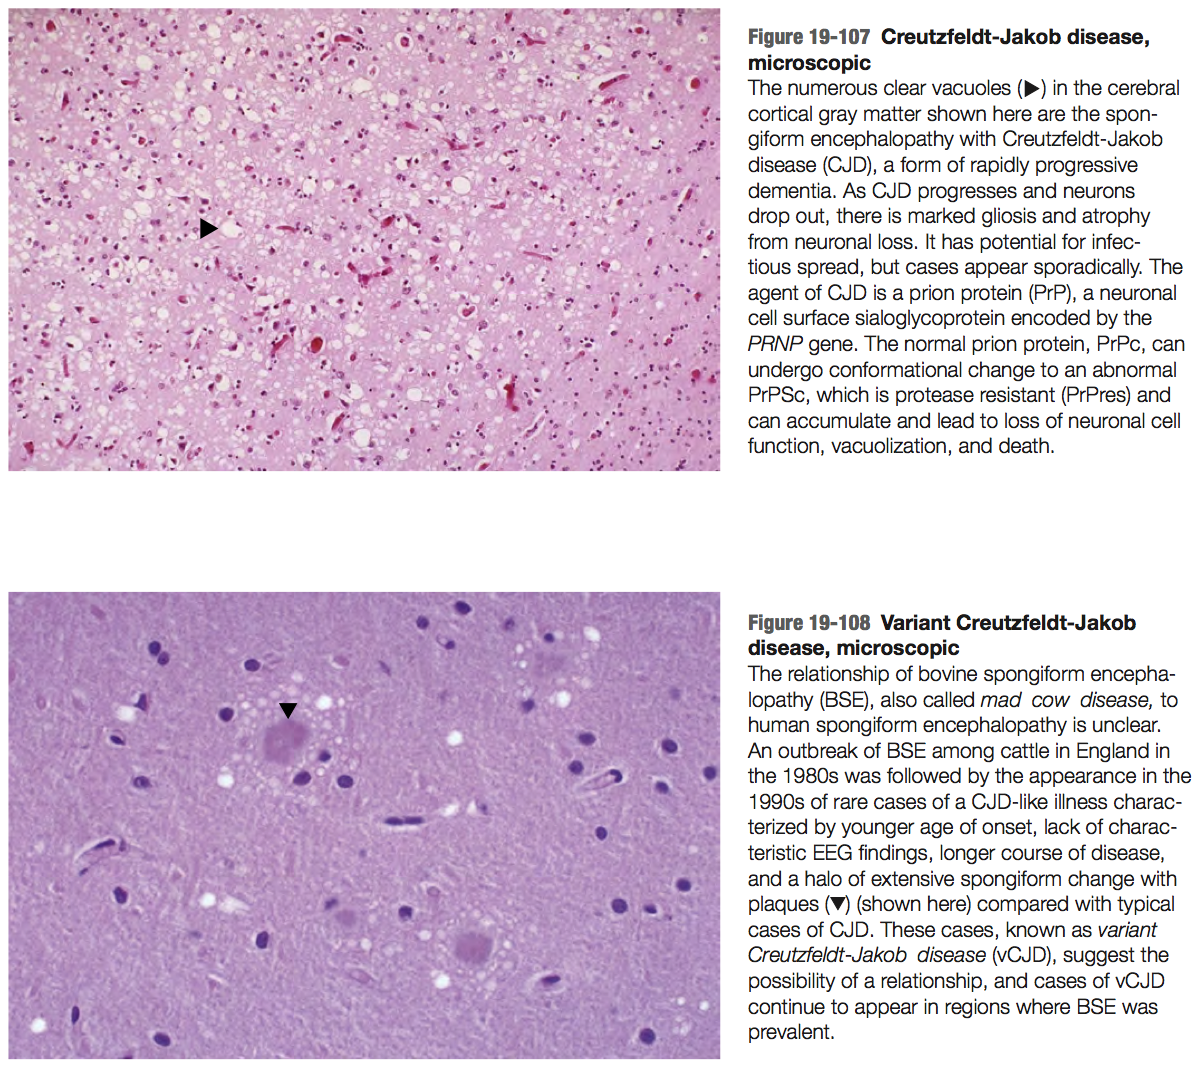 Figure 19-107 Creutzfeldt-Jakob disease,
microscopic
The numerous clear vacuoles (▶) in the cerebral
cortical gray matter shown here are the spon-
giform encephalopathy with Creutzfeldt-Jakob
disease (CJD), a form of rapidly progressive
dementia. As CJD progresses and neurons
drop out, there is marked gliosis and atrophy
from neuronal loss. It has potential for infec-
tious spread, but cases appear sporadically. The
agent of CJD is a prion protein (PrP), a neuronal
cell surface sialoglycoprotein encoded by the
PRNP gene. The normal prion protein, PrPc, can
undergo conformational change to an abnormal
PrPSc, which is protease resistant (PrPres) and
can accumulate and lead to loss of neuronal cell
function, vacuolization, and death.
Figure 19-108 Variant Creutzfeldt-Jakob
disease, microscopic
The relationship of bovine spongiform encepha-
lopathy (BSE), also called mad cow disease, to
human spongiform encephalopathy is unclear.
An outbreak of BSE among cattle in England in
the 1980s was followed by the appearance in the
1990s of rare cases of a CJD-like illness charac-
terized by younger age of onset, lack of charac-
teristic EEG findings, longer course of disease,
and a halo of extensive spongiform change with
plaques (▼) (shown here) compared with typical
cases of CJD. These cases, known as variant
Creutzfeldt-Jakob disease (vCJD), suggest the
possibility of a relationship, and cases of vCJD
continue to appear in regions where BSE was
prevalent.